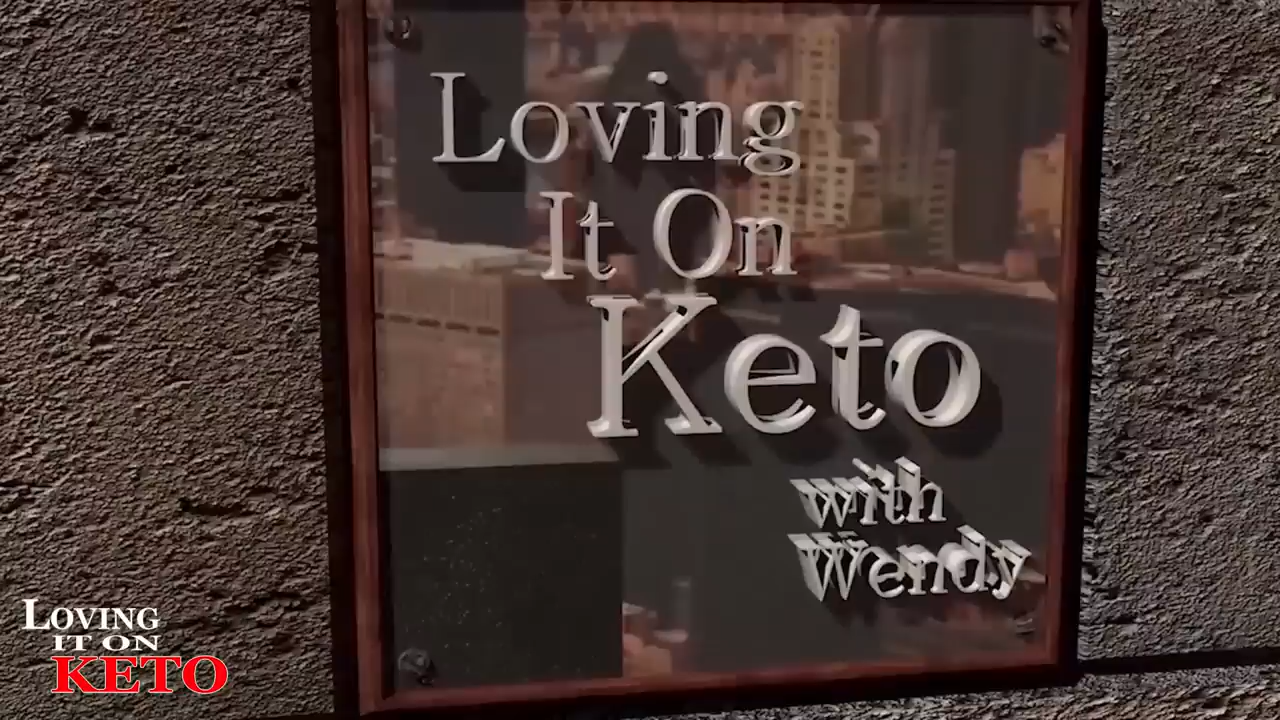 Loving
It On
Keto
with
Wendy
LOVING
IT ON
KETO